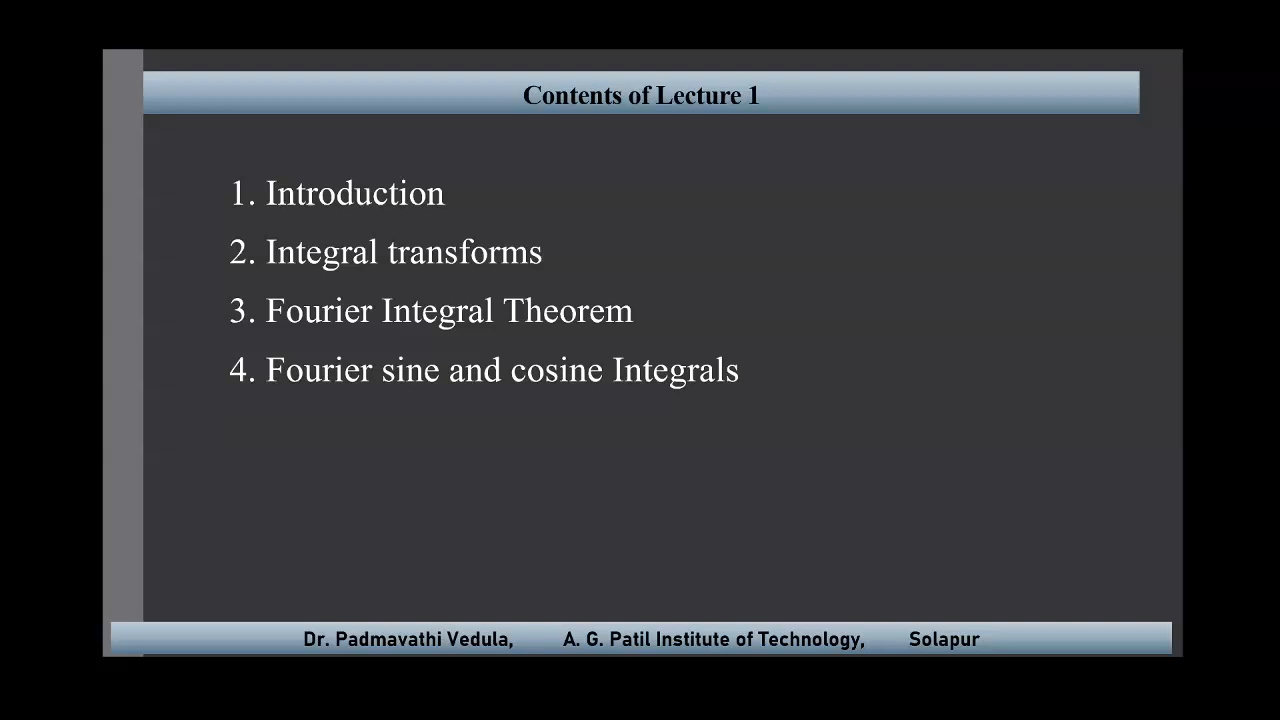 Contents of Lecture 1
1. Introduction
2. Integral transforms
3. Fourier Integral Theorem
4. Fourier sine and cosine Integrals
Dr. Padmavathi Vedula, A. G. Patil Institute of Technology, Solapur